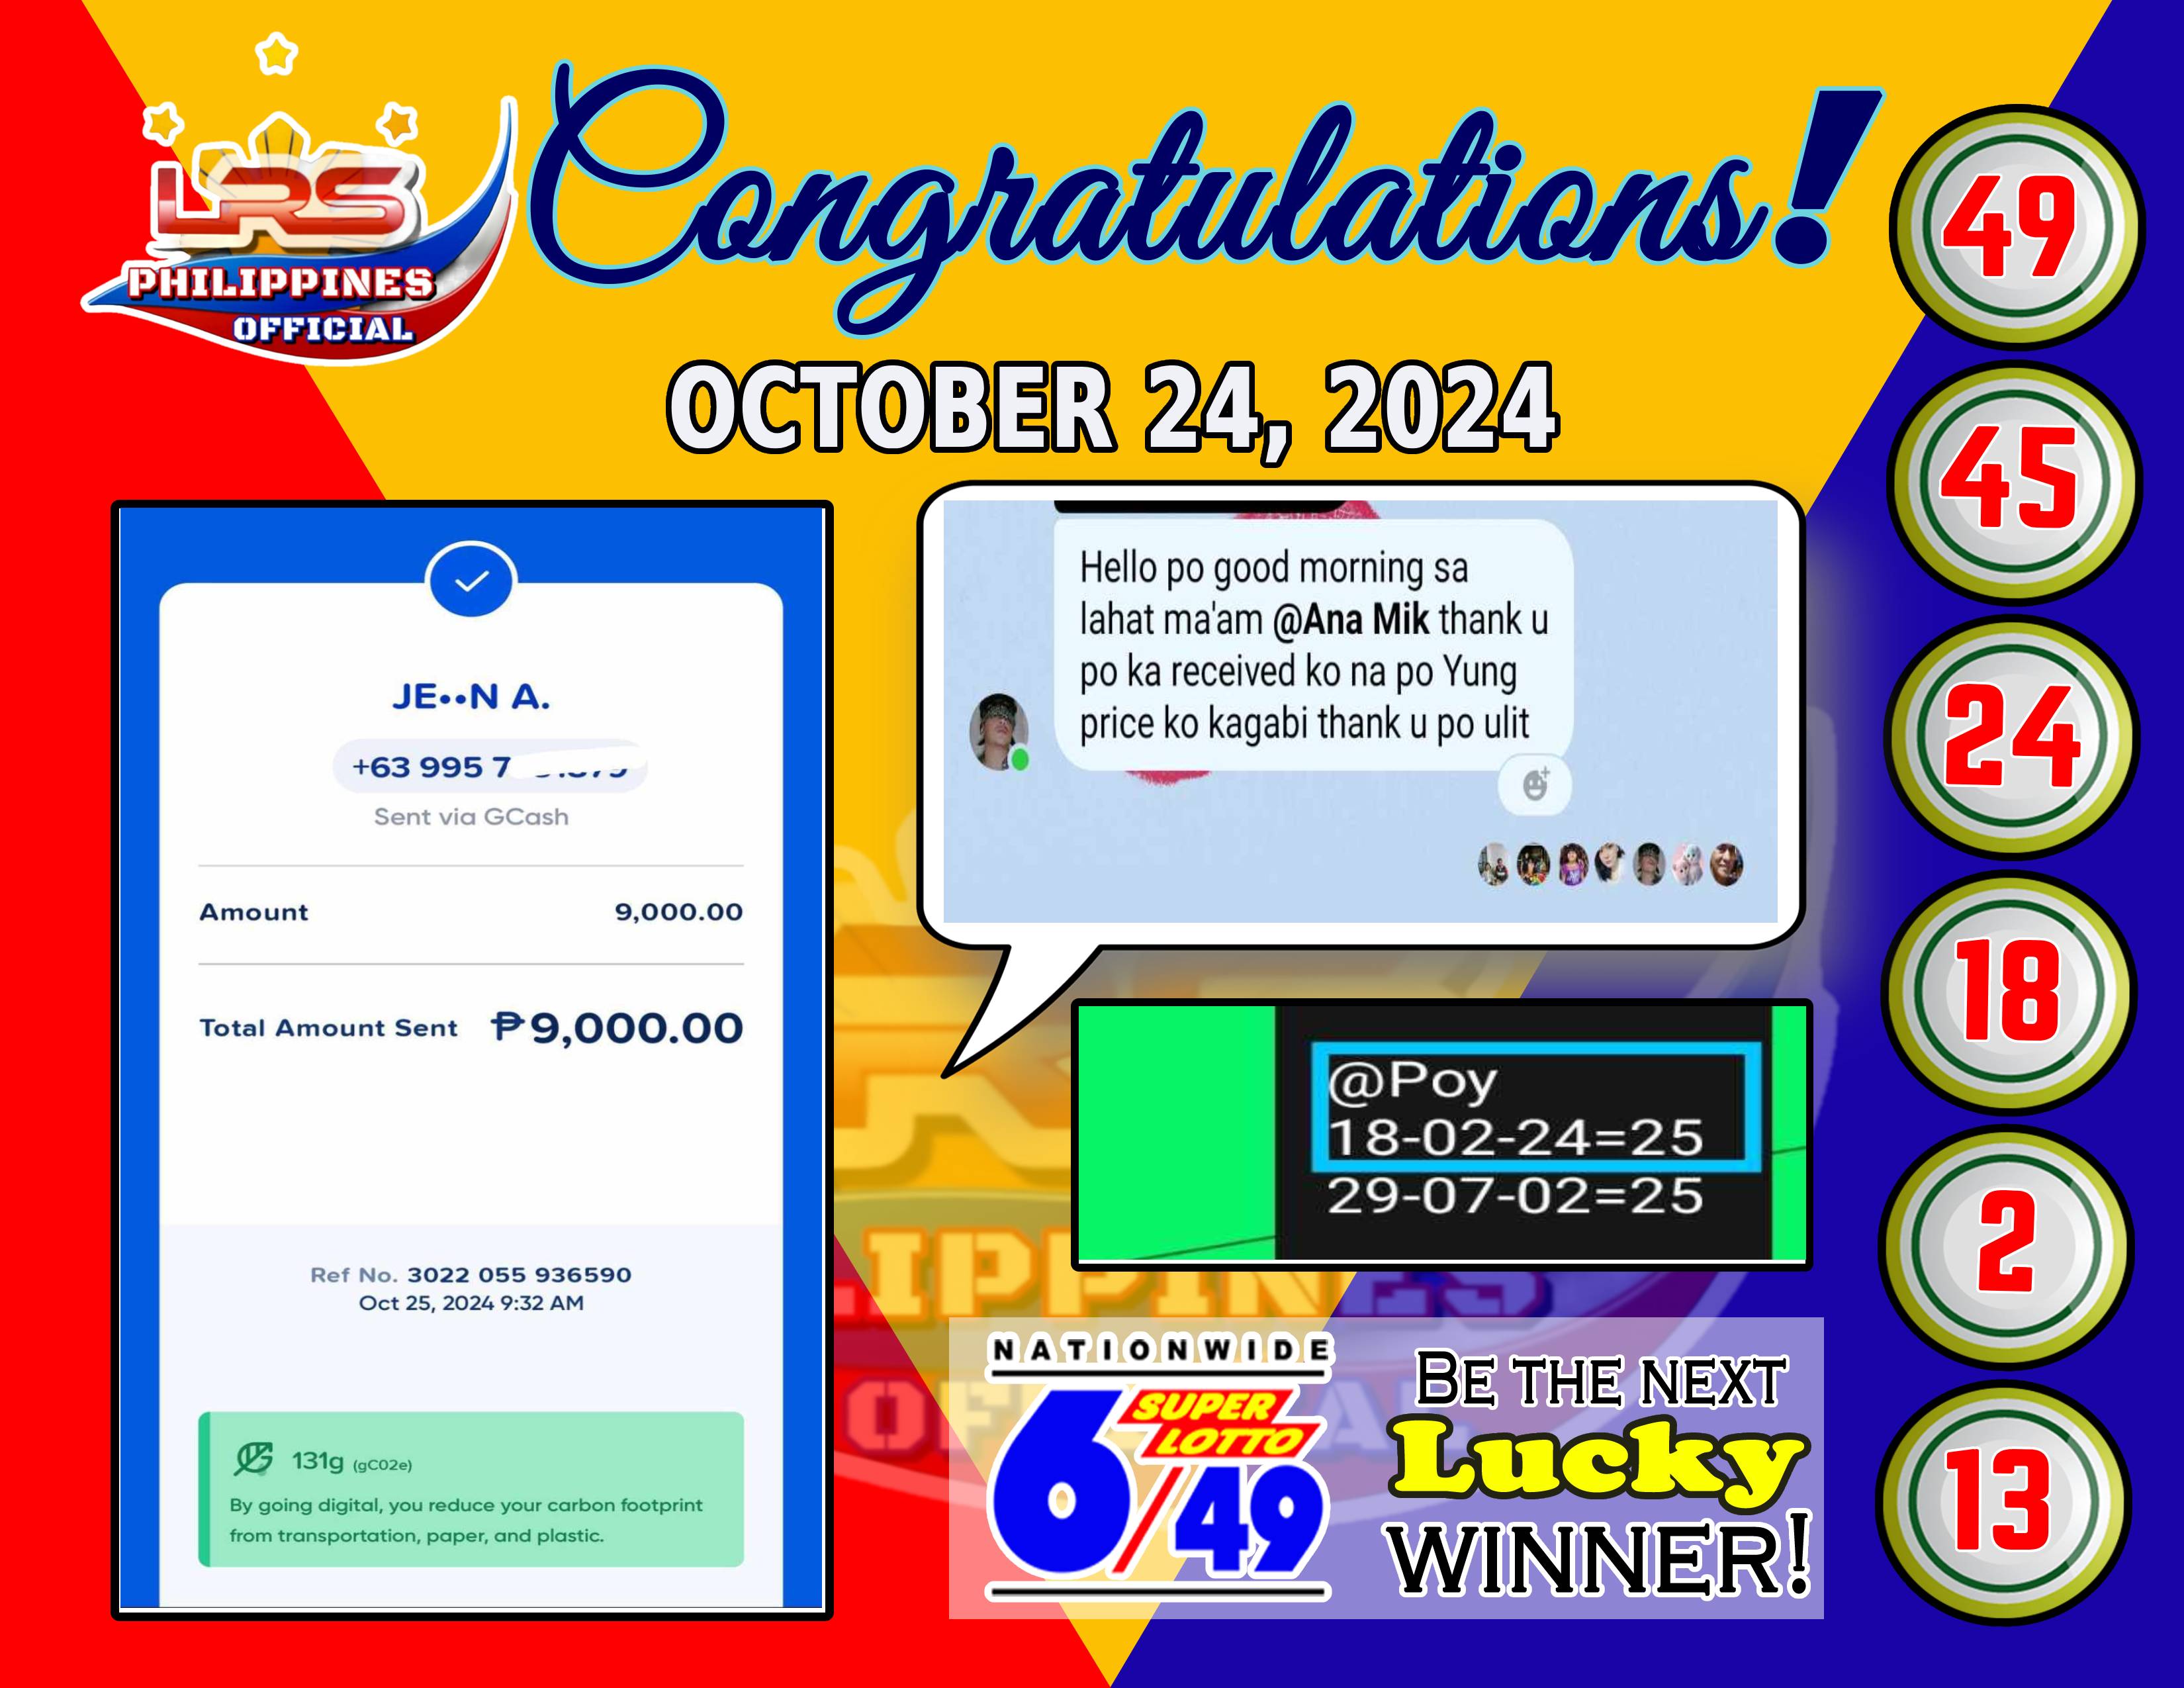 LRS
PHILIPPINES
OFFICIAL
Congratulations!
OCTOBER 24, 2024
JE••N A.
+63 995 7
Sent via GCash
Amount 9,000.00
Total Amount Sent ₱9,000.00
Ref No. 3022 055 936590
Oct 25, 2024 9:32 AM
131g (gCO2e)
By going digital, you reduce your carbon footprint
from transportation, paper, and plastic.
Hello po good morning sa
lahat ma'am @Ana Mik thank u
po ka received ko na po Yung
price ko kagabi thank u po ulit
@Poy
18-02-24=25
29-07-02=25
NATIONWIDE
SUPER
LOTTO
6/49
BE THE NEXT
Lucky
WINNER!
49
45
24
18
2
13